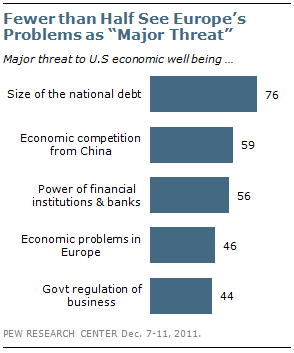 Fewer than Half See Europe's
Problems as "Major Threat"
Major threat to U.S economic well being ...
Size of the national debt 76
Economic competition
from China 59
Power of financial
institutions & banks 56
Economic problems in
Europe 46
Govt regulation of
business 44
PEW RESEARCH CENTER Dec. 7-11, 2011.